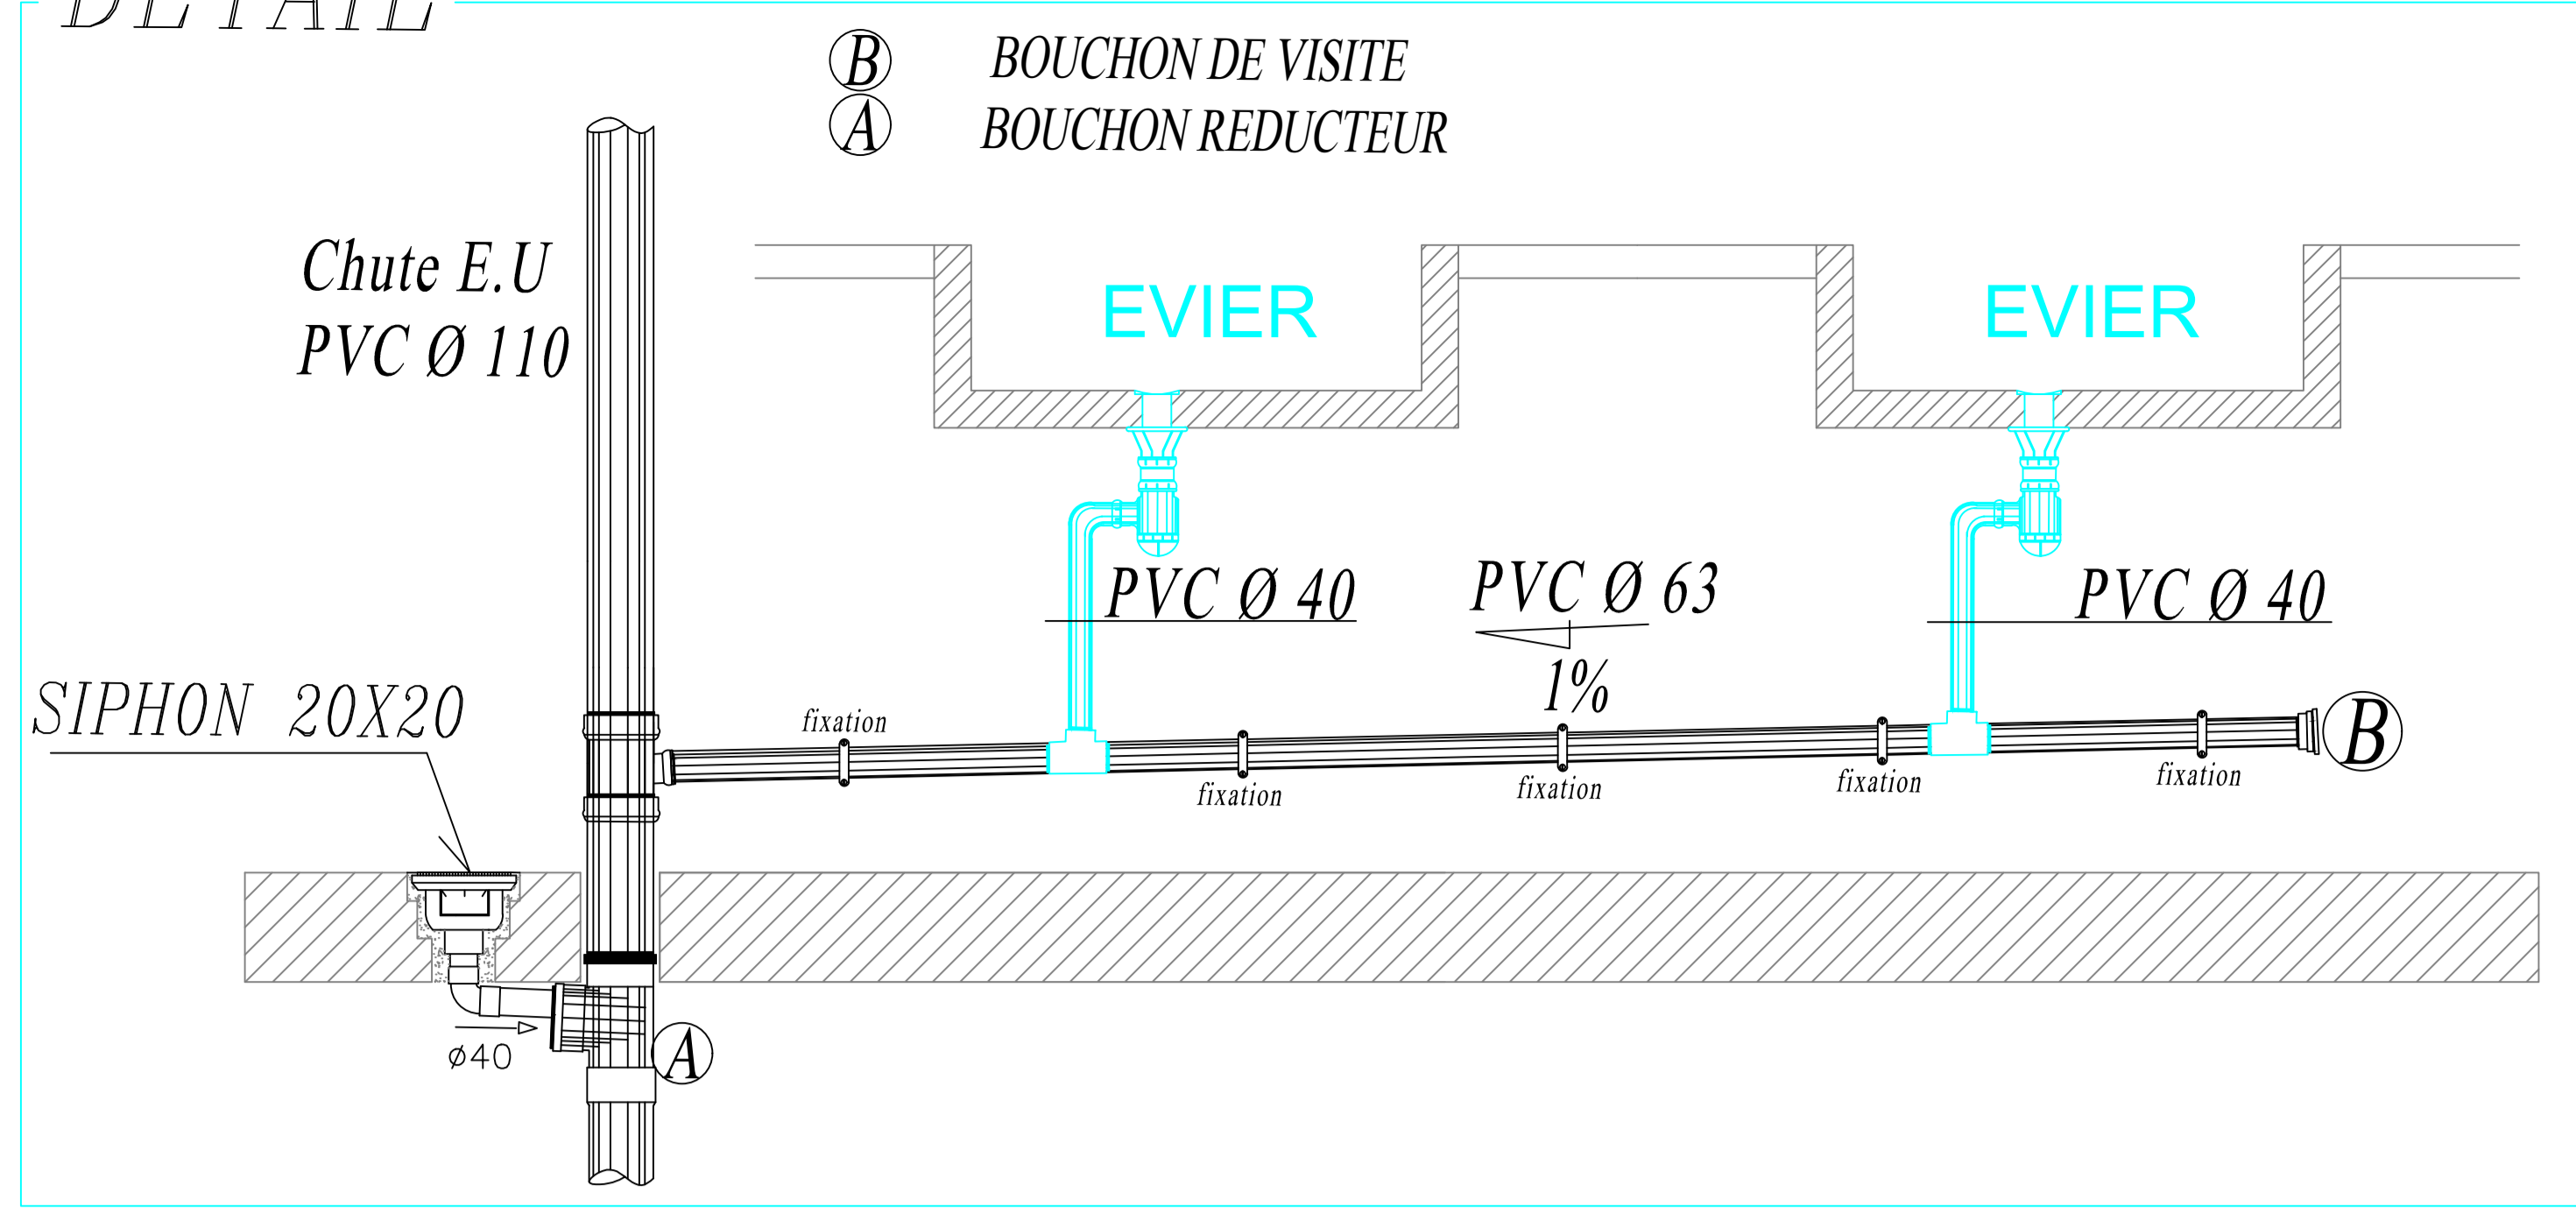 DETAIL
B BOUCHON DE VISITE
A BOUCHON REDUCTEUR
Chute E.U
PVC Ø 110
EVIER EVIER
PVC Ø 40 PVC Ø 63 PVC Ø 40
1%
SIPHON 20X20
fixation
B
fixation fixation fixation fixation
ø40
A